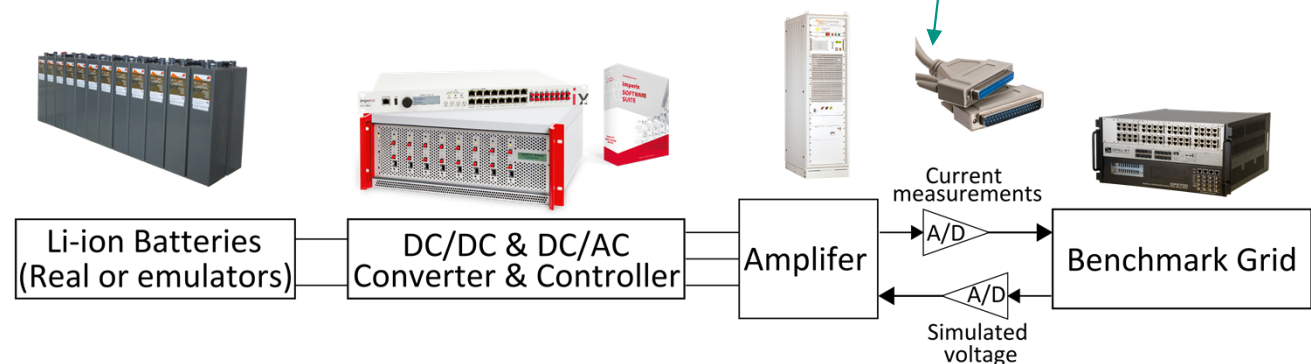 imperix
imperix
SOFTWARE
SUITE
Current
measurements
Li-ion Batteries
(Real or emulators)
DC/DC & DC/AC
Converter & Controller
Amplifer
A/D
Benchmark Grid
A/D
Simulated
voltage